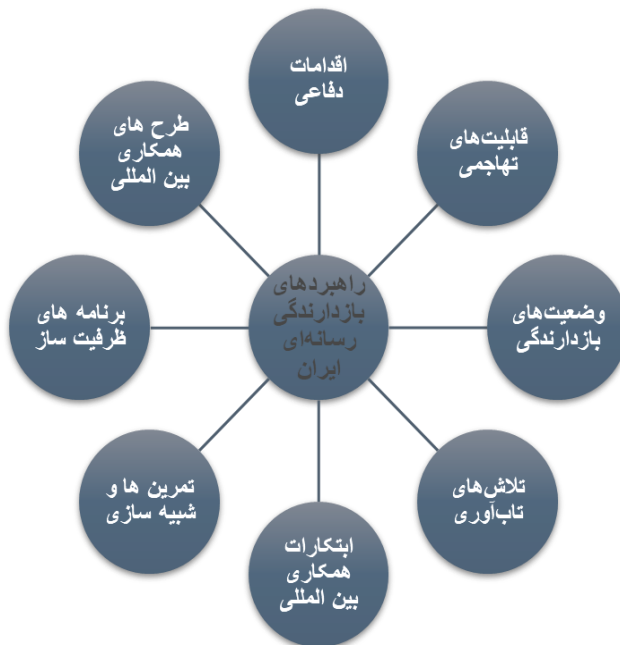 اقدامات
دفاعی
قابلیت‌های
تهاجمی
وضعیت‌های
بازدارندگی
تلاش‌های
تاب‌آوری
ابتکارات
همکاری
بین المللی
تمرین ها و
شبیه سازی
برنامه های
ظرفیت ساز
طرح های
همکاری
بین المللی
راهبردهای
بازدارندگی
رسانه‌ای
ایران